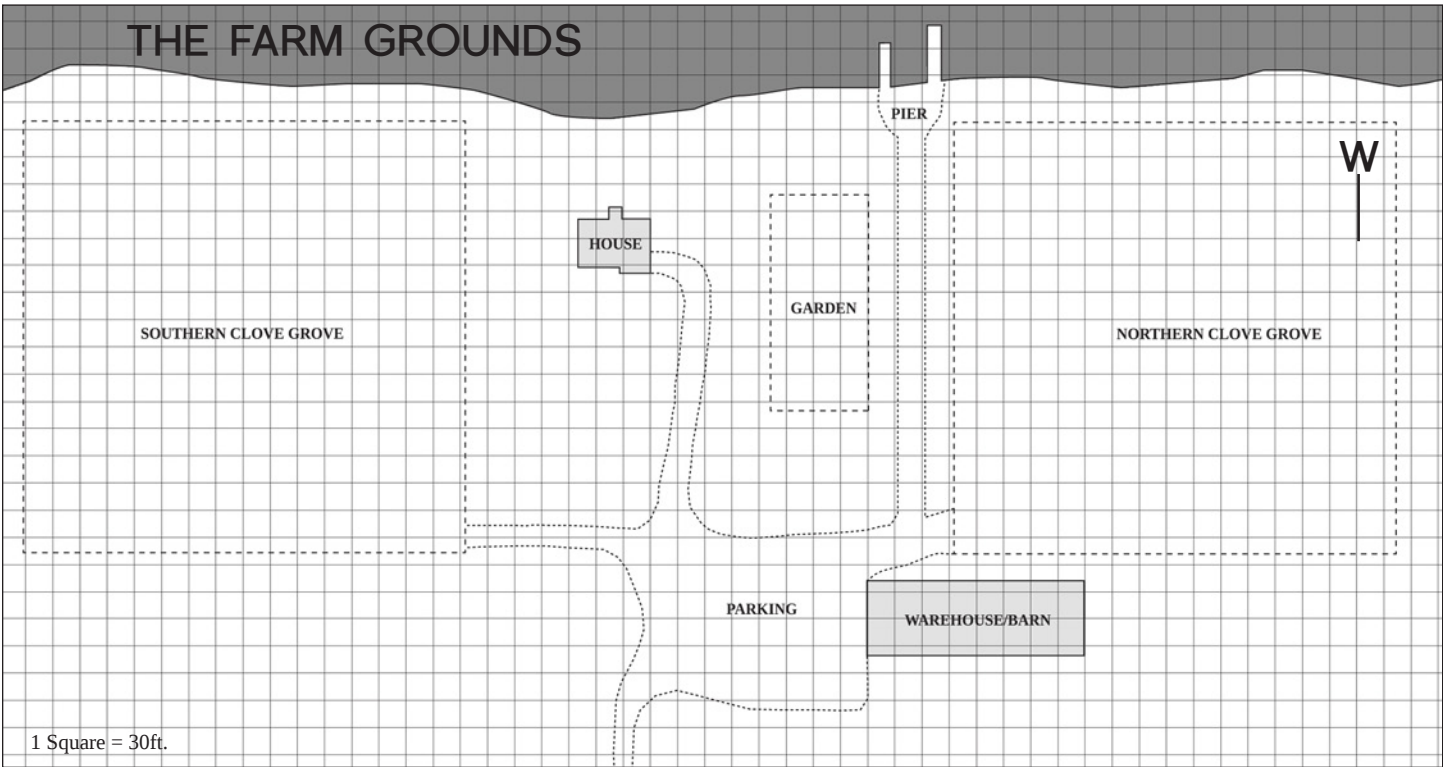 THE FARM GROUNDS
PIER
W
HOUSE
GARDEN
SOUTHERN CLOVE GROVE
NORTHERN CLOVE GROVE
PARKING
WAREHOUSE/BARN
1 Square = 30ft.